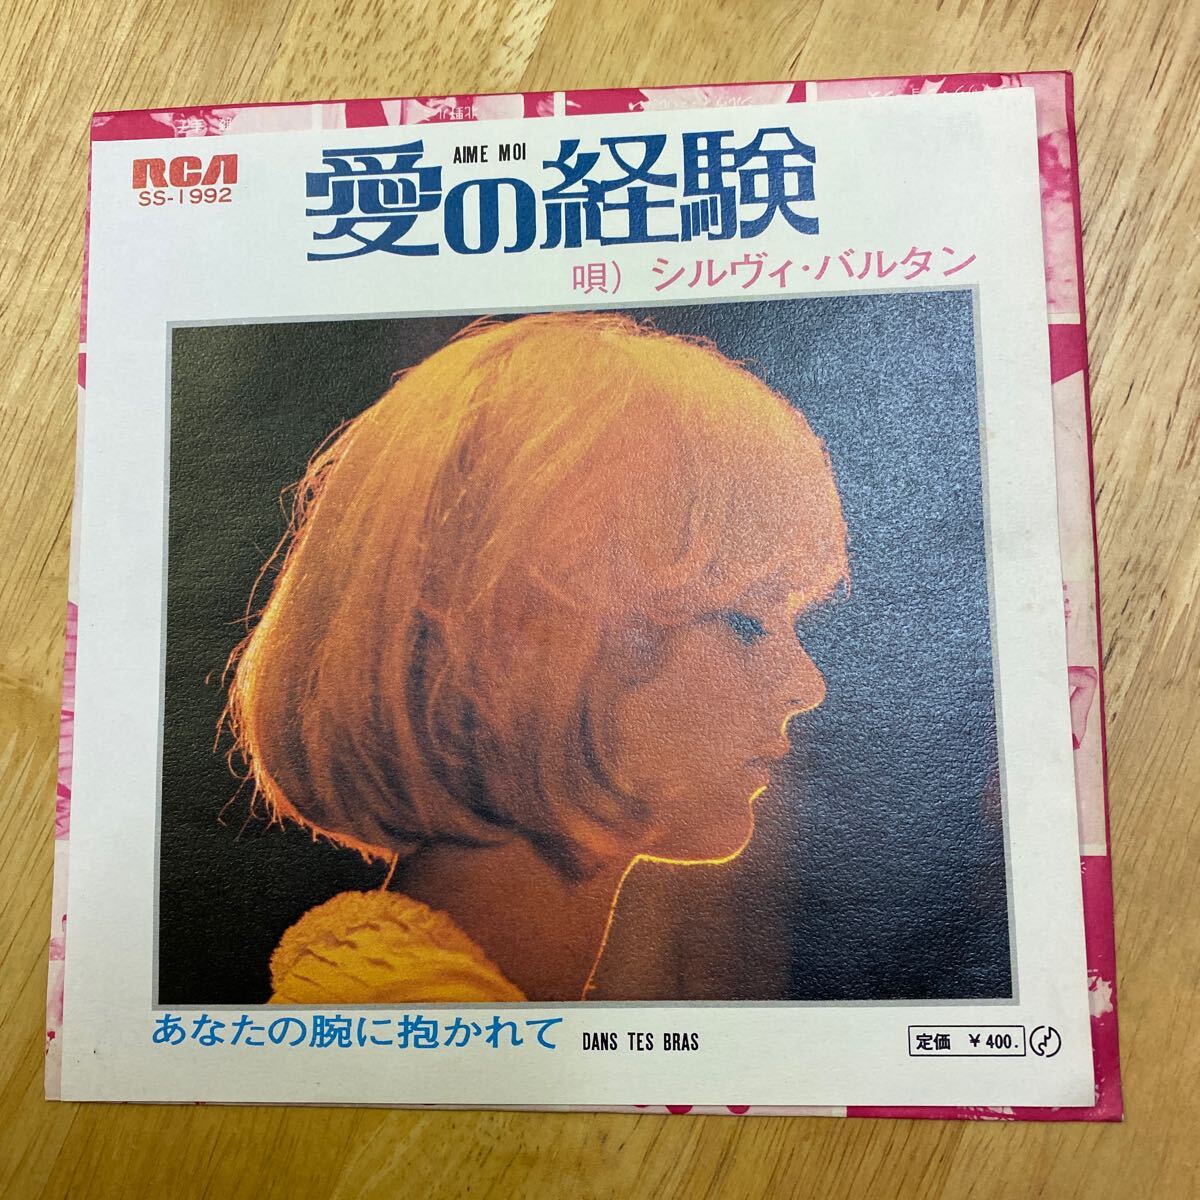 RCA
SS-1992
AIME MOI
愛の経験
唄) シルヴィ・バルタン
あなたの腕に抱かれて DANS TES BRAS
定価 ￥400.